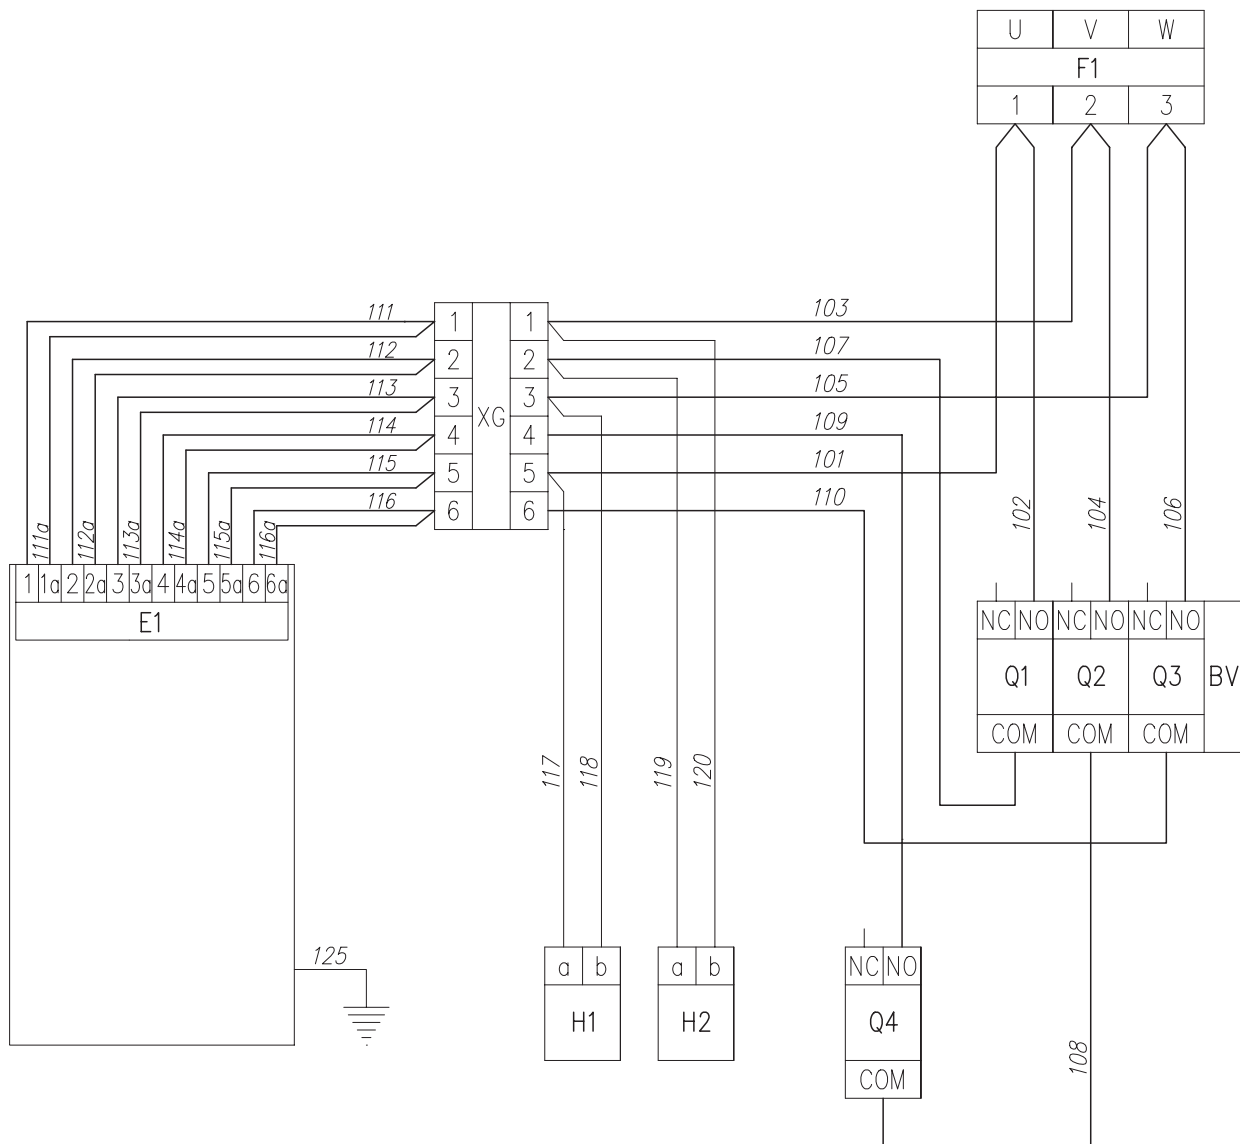 U V W
F1
1 2 3
111 1 1 103
112 2 2 107
113 3 3 105
XG
114 4 4 109
115 5 5 101
116 6 6 110
111a 112a 113a 114a 115a 116a
102 104 106
1 1a 2 2a 3 3a 4 4a 5 5a 6 6a
E1
NC NO NC NO NC NO
Q1 Q2 Q3 BV
COM COM COM
117 118 119 120
125
a b a b NC NO
H1 H2 Q4
108
COM